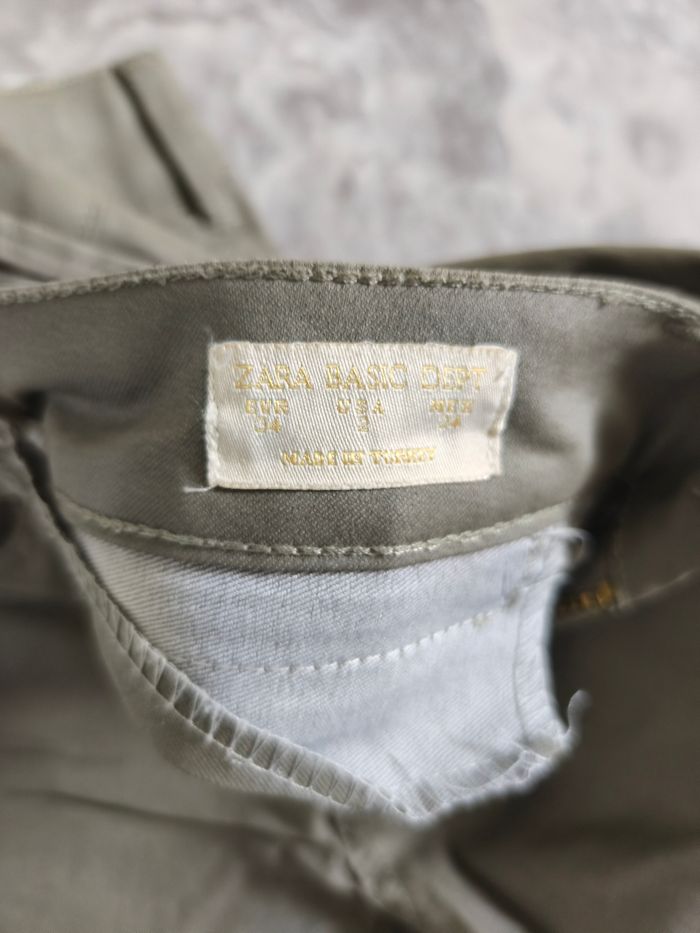 ZARA BASIC DEPT
EUR USA MEX
34 2 24
MADE IN TURKEY